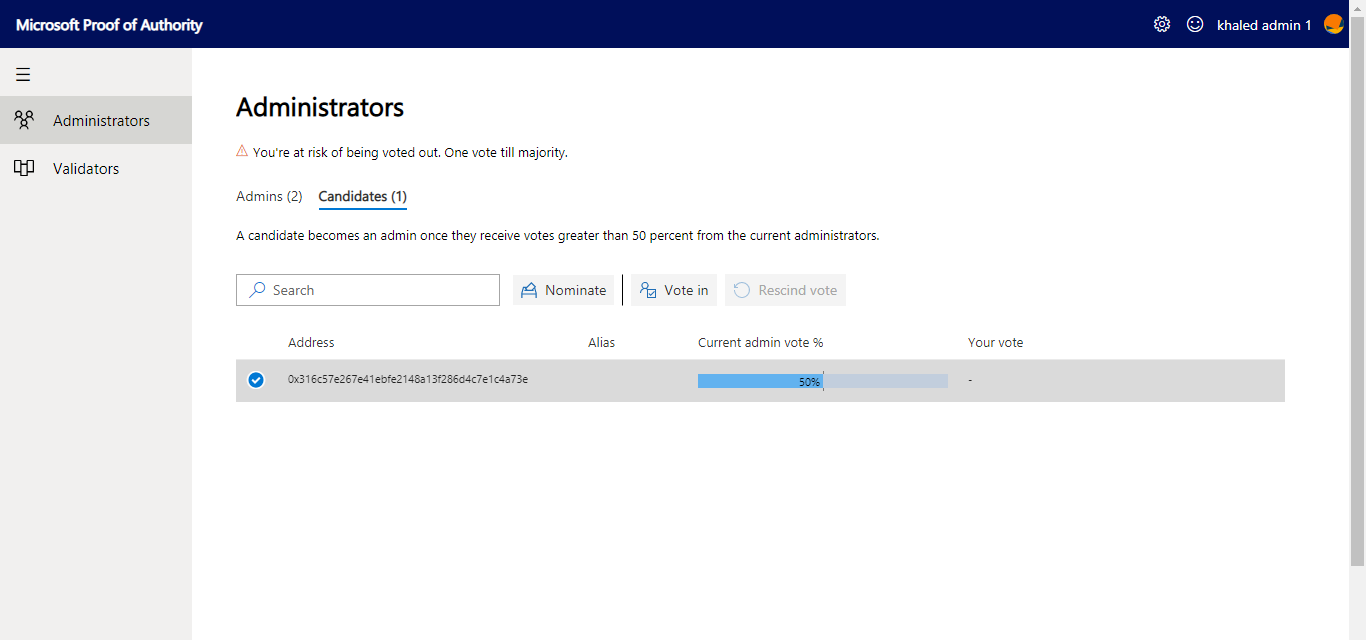 Microsoft Proof of Authority
khaled admin 1
Administrators
Validators
Administrators
You're at risk of being voted out. One vote till majority.
Admins (2) Candidates (1)
A candidate becomes an admin once they receive votes greater than 50 percent from the current administrators.
Search Nominate Vote in Rescind vote
Address Alias Current admin vote % Your vote
0x316c57e267e41ebfe2148a13f286d4c7e1c4a73e 50% -